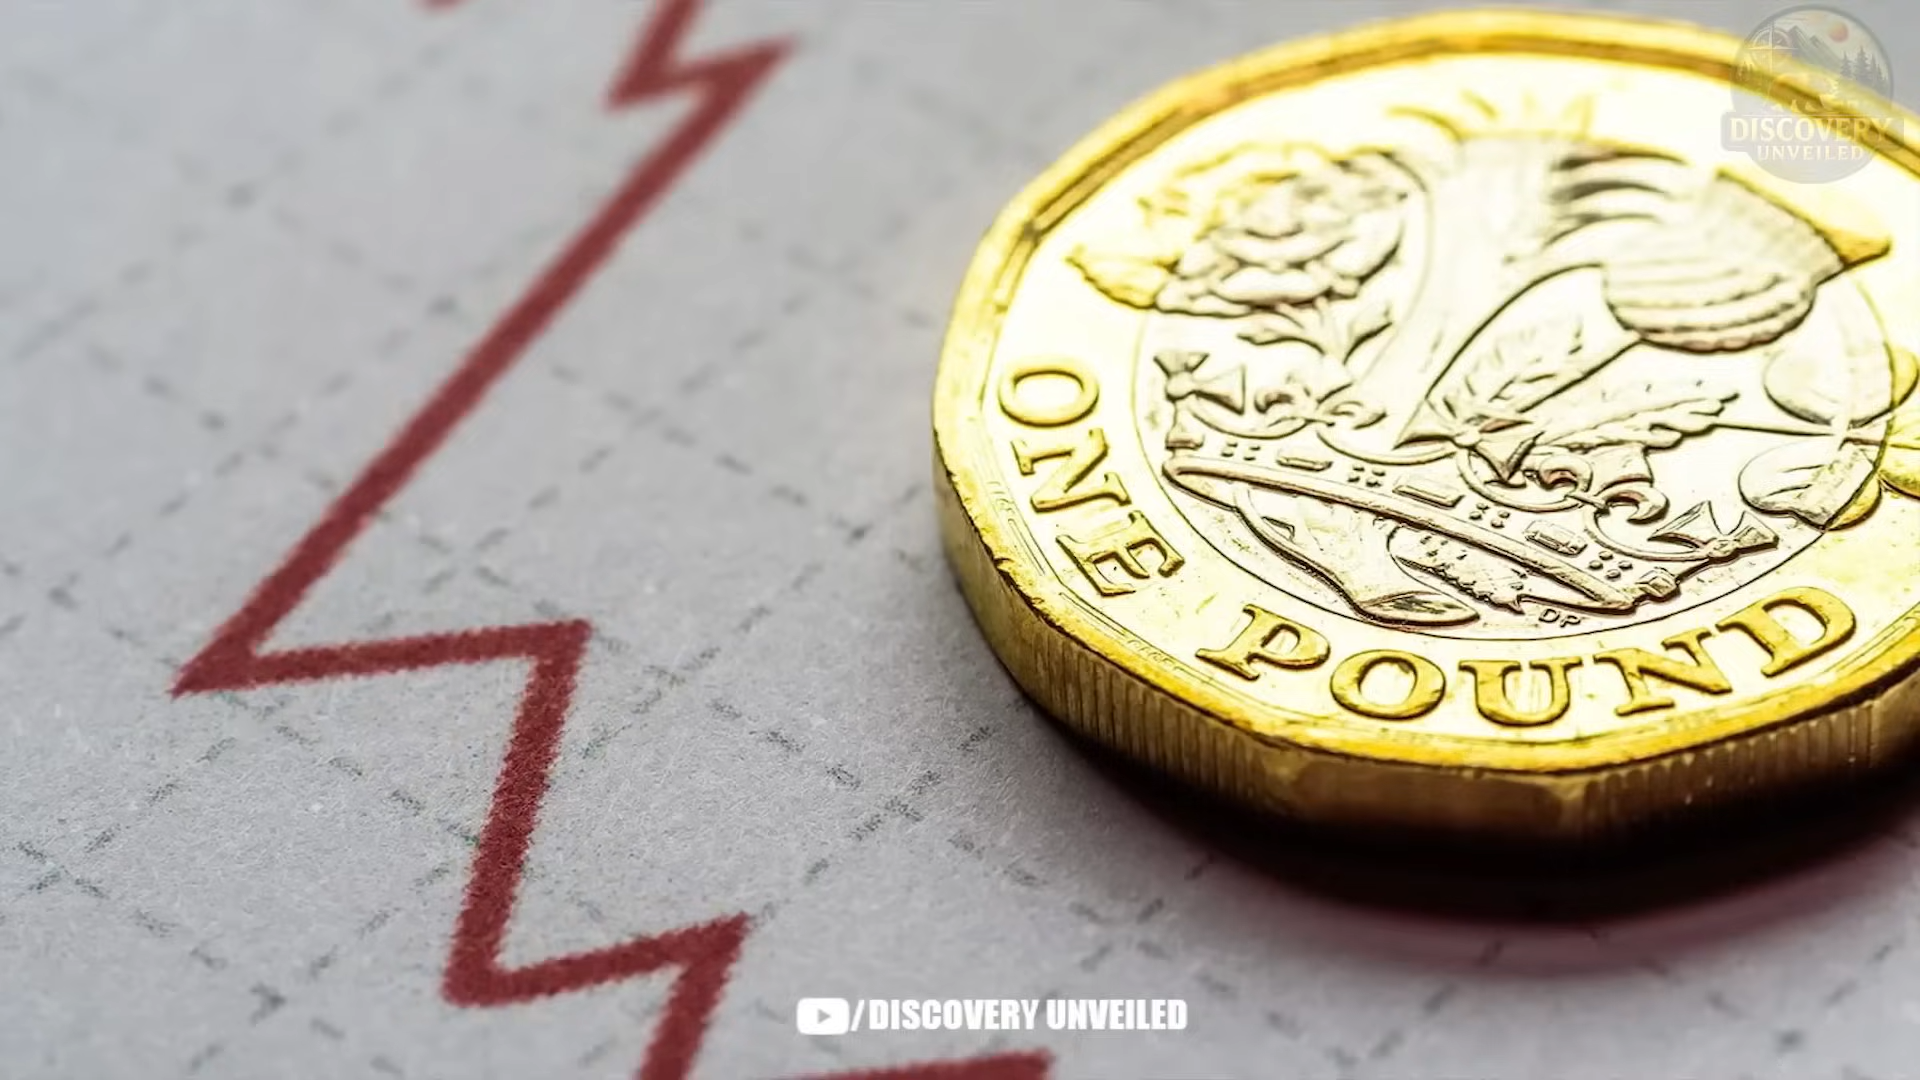 DISCOVERY
UNVEILED
ONE POUND
DP
/DISCOVERY UNVEILED